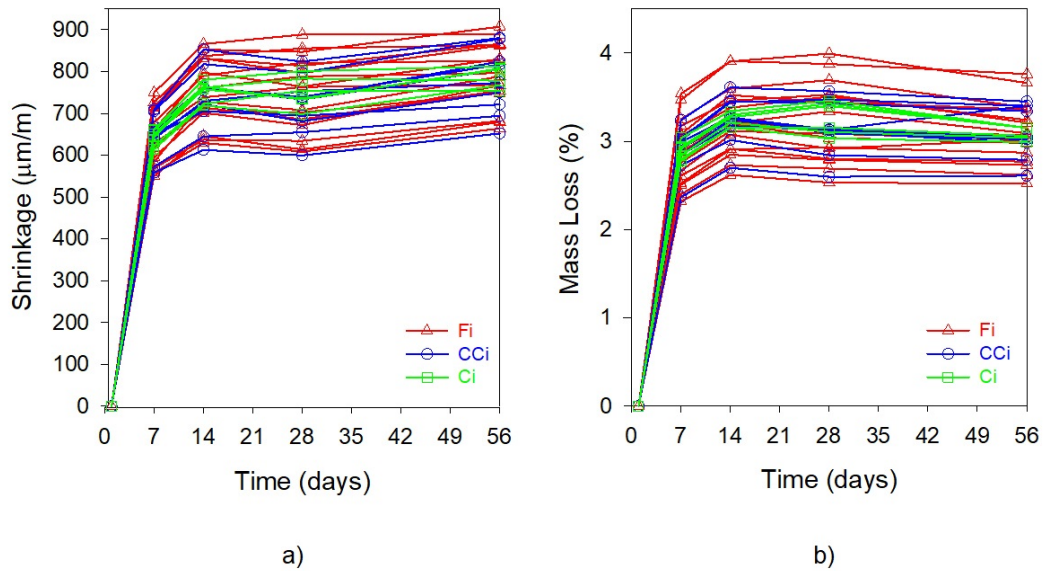 900
800
700
600
500
400
300
200
100
0
Shrinkage (μm/m)
0 7 14 21 28 35 42 49 56
Time (days)
Fi
CCi
Ci
a)
4
3
2
1
0
Mass Loss (%)
0 7 14 21 28 35 42 49 56
Time (days)
Fi
CCi
Ci
b)